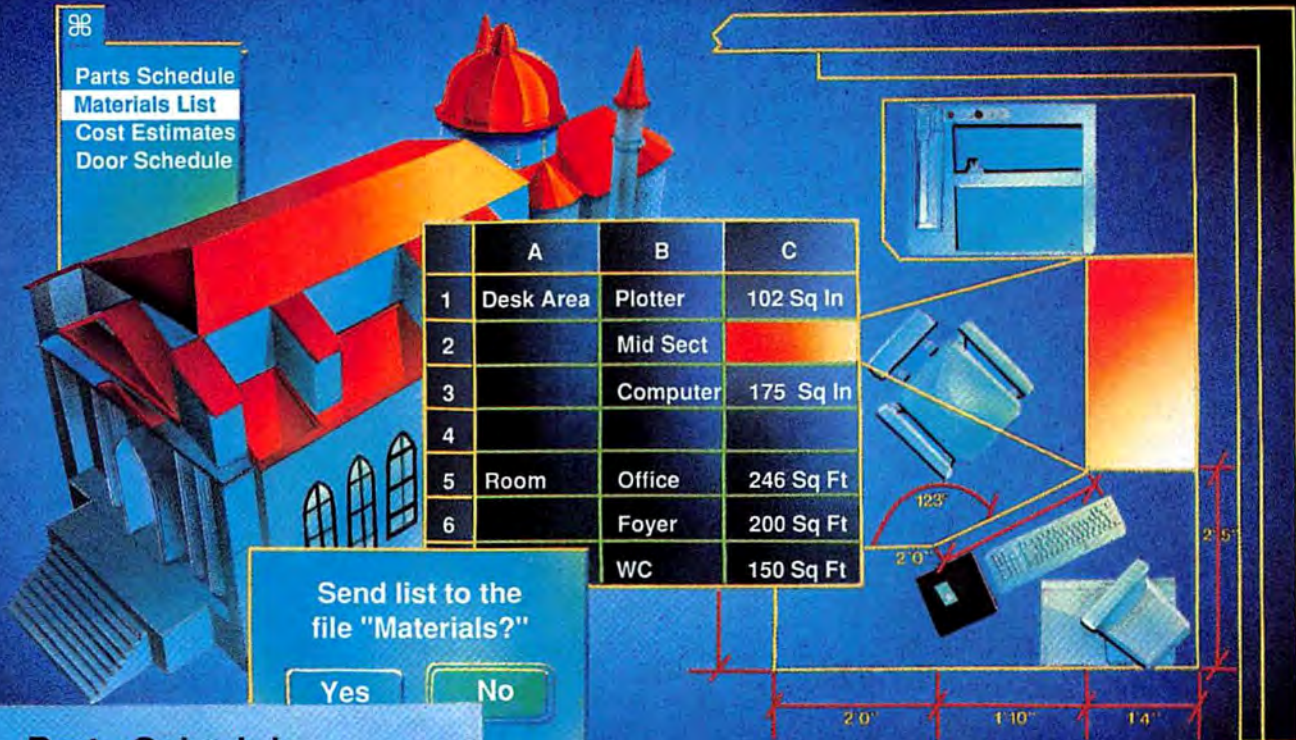 ⌘
Parts Schedule
Materials List
Cost Estimates
Door Schedule
A B C
1 Desk Area Plotter 102 Sq In
2 Mid Sect
3 Computer 175 Sq In
4
5 Room Office 246 Sq Ft
6 Foyer 200 Sq Ft
WC 150 Sq Ft
123°
2'0"
2'5"
Send list to the
file "Materials?"
Yes No
2'0" 1'10" 1'4"